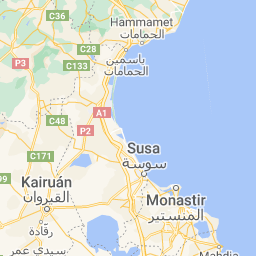 C36
Hammamet
الحمامات
C28
ياسمين
الحمامات
P3
C133
A1
C48
P2
C171
Susa
سوسة
Kairuán
القيروان
Monastir
المنستير
رقادة
سيدي عمر
Mahdia